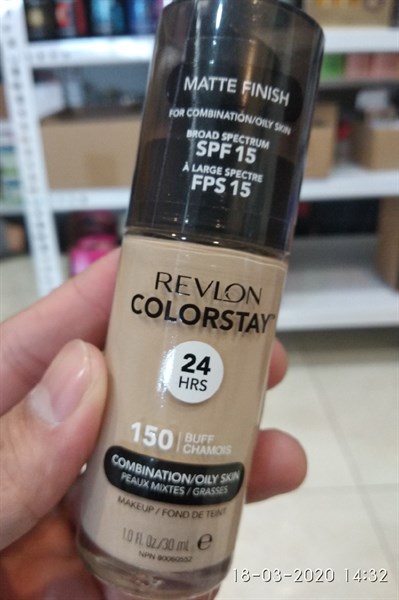 MATTE FINISH
FOR COMBINATION/OILY SKIN
BROAD SPECTRUM
SPF 15
À LARGE SPECTRE
FPS 15
REVLON
COLORSTAY™
24
HRS
150 | BUFF
CHAMOIS
COMBINATION/OILY SKIN
PEAUX MIXTES / GRASSES
MAKEUP / FOND DE TEINT
1.0 Fl. Oz./30 mL e
NPN
18-03-2020 14:32